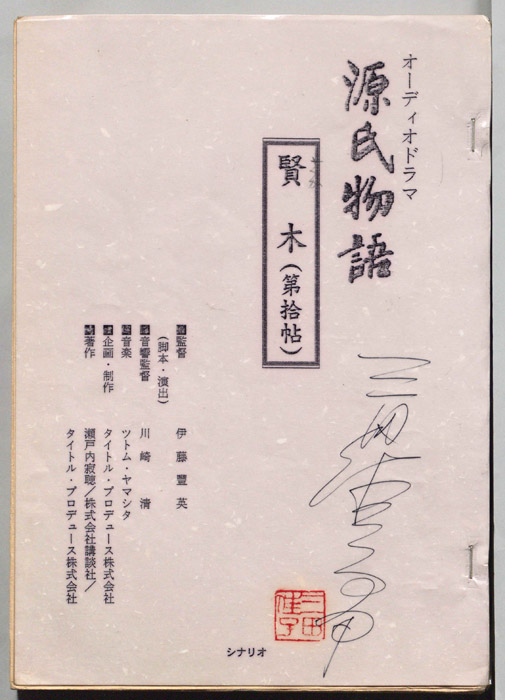 オーディオドラマ
源氏物語
賢木(第拾帖)
監督 伊藤豐英
(脚本・演出)
音響監督 川崎 清
音楽 ツトム・ヤマシタ
企画・制作 タイトル・プロデュース株式会社
著作 瀬戸内寂聴/株式会社講談社/
タイトル・プロデュース株式会社
三田佳子
シナリオ